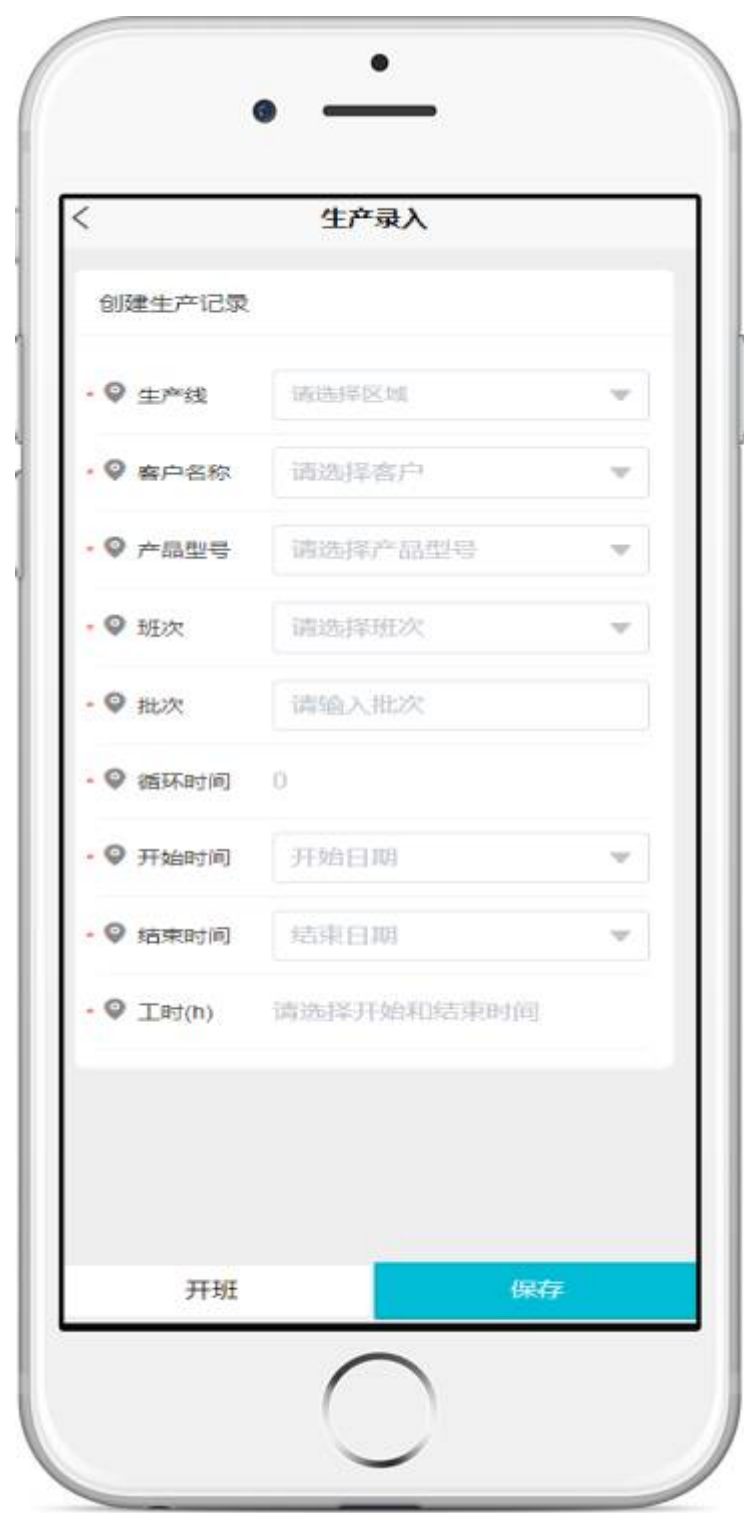 生产录入
创建生产记录
* 生产线 请选择区域
* 客户名称 请选择客户
* 产品型号 请选择产品型号
* 班次 请选择班次
* 批次 请输入批次
* 循环时间 0
* 开始时间 开始日期
* 结束时间 结束日期
* 工时(h) 请选择开始和结束时间
开班 保存